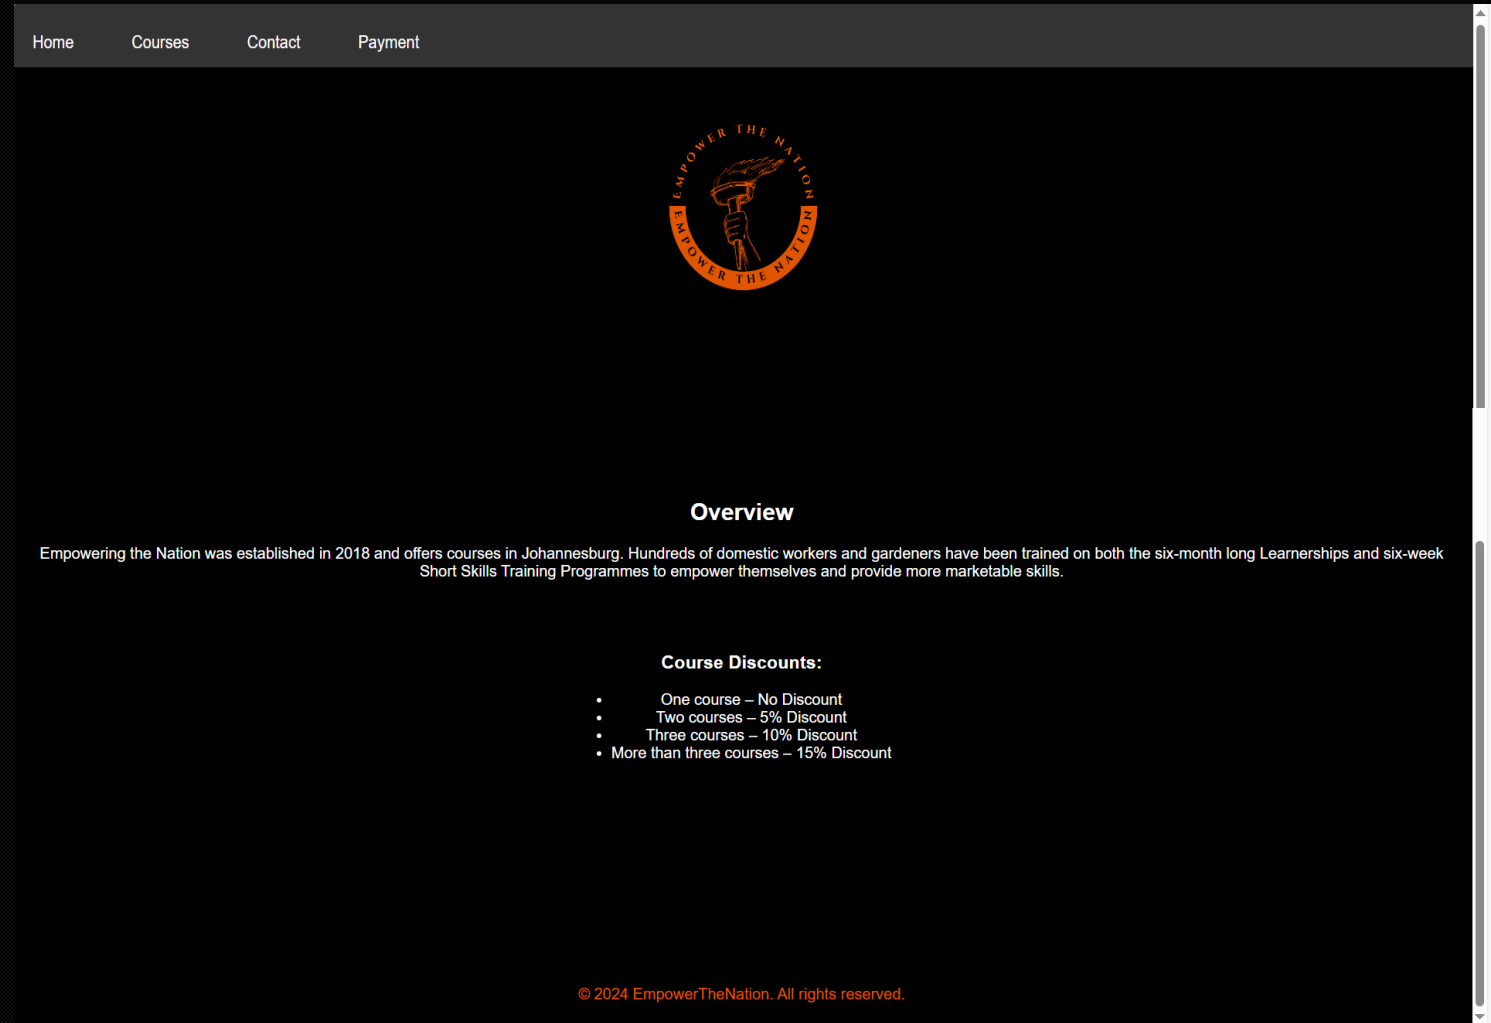 Home Courses Contact Payment
EMPOWER THE NATION
EMPOWER THE NATION
Overview
Empowering the Nation was established in 2018 and offers courses in Johannesburg. Hundreds of domestic workers and gardeners have been trained on both the six-month long Learnerships and six-week
Short Skills Training Programmes to empower themselves and provide more marketable skills.
Course Discounts:
• One course – No Discount
• Two courses – 5% Discount
• Three courses – 10% Discount
• More than three courses – 15% Discount
© 2024 EmpowerTheNation. All rights reserved.